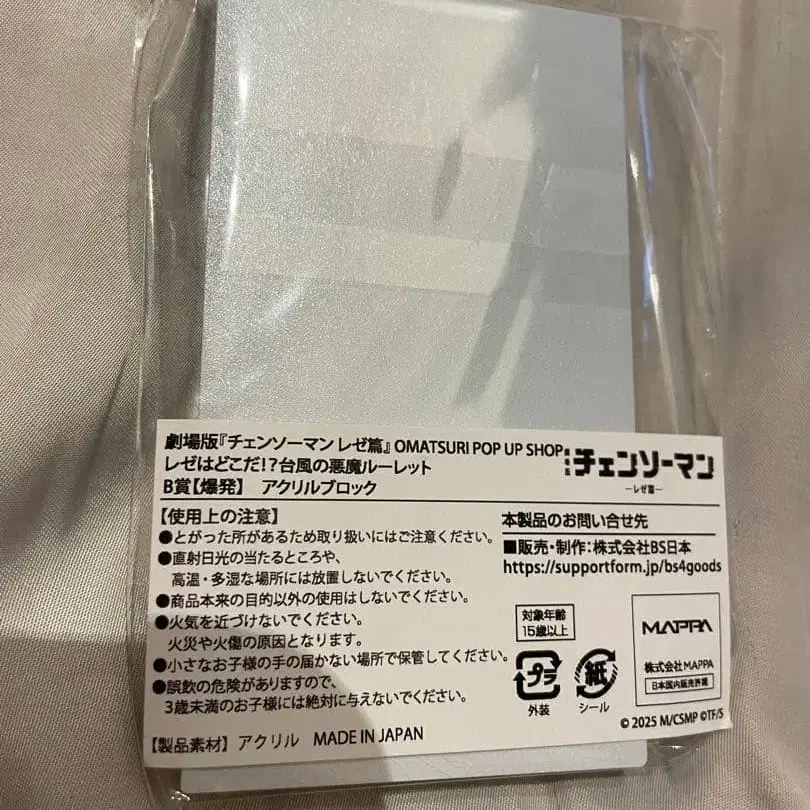 劇場版『チェンソーマン レゼ篇』 OMATSURI POP UP SHOP
レゼはどこだ!?台風の悪魔ルーレット
B賞【爆発】 アクリルブロック
劇場版
チェンソーマン
―レゼ篇―
【使用上の注意】
●とがった所があるため取り扱いにはご注意ください。
●直射日光の当たるところや、
高温・多湿な場所には放置しないでください。
●商品本来の目的以外の使用はしないでください。
●火気を近づけないでください。
火災や火傷の原因となります。
●小さなお子様の手の届かない場所で保管してください。
●誤飲の危険がありますので、
3歳未満のお子様には絶対に与えないでください。
【製品素材】 アクリル MADE IN JAPAN
本製品のお問い合せ先
■販売・制作：株式会社BS日本
https://supportform.jp/bs4goods
対象年齢
15歳以上
プラ
外装
紙
シール
MAPPA
株式会社MAPPA
日本国内販売許諾
© 2025 M/CSMP ©TF/S